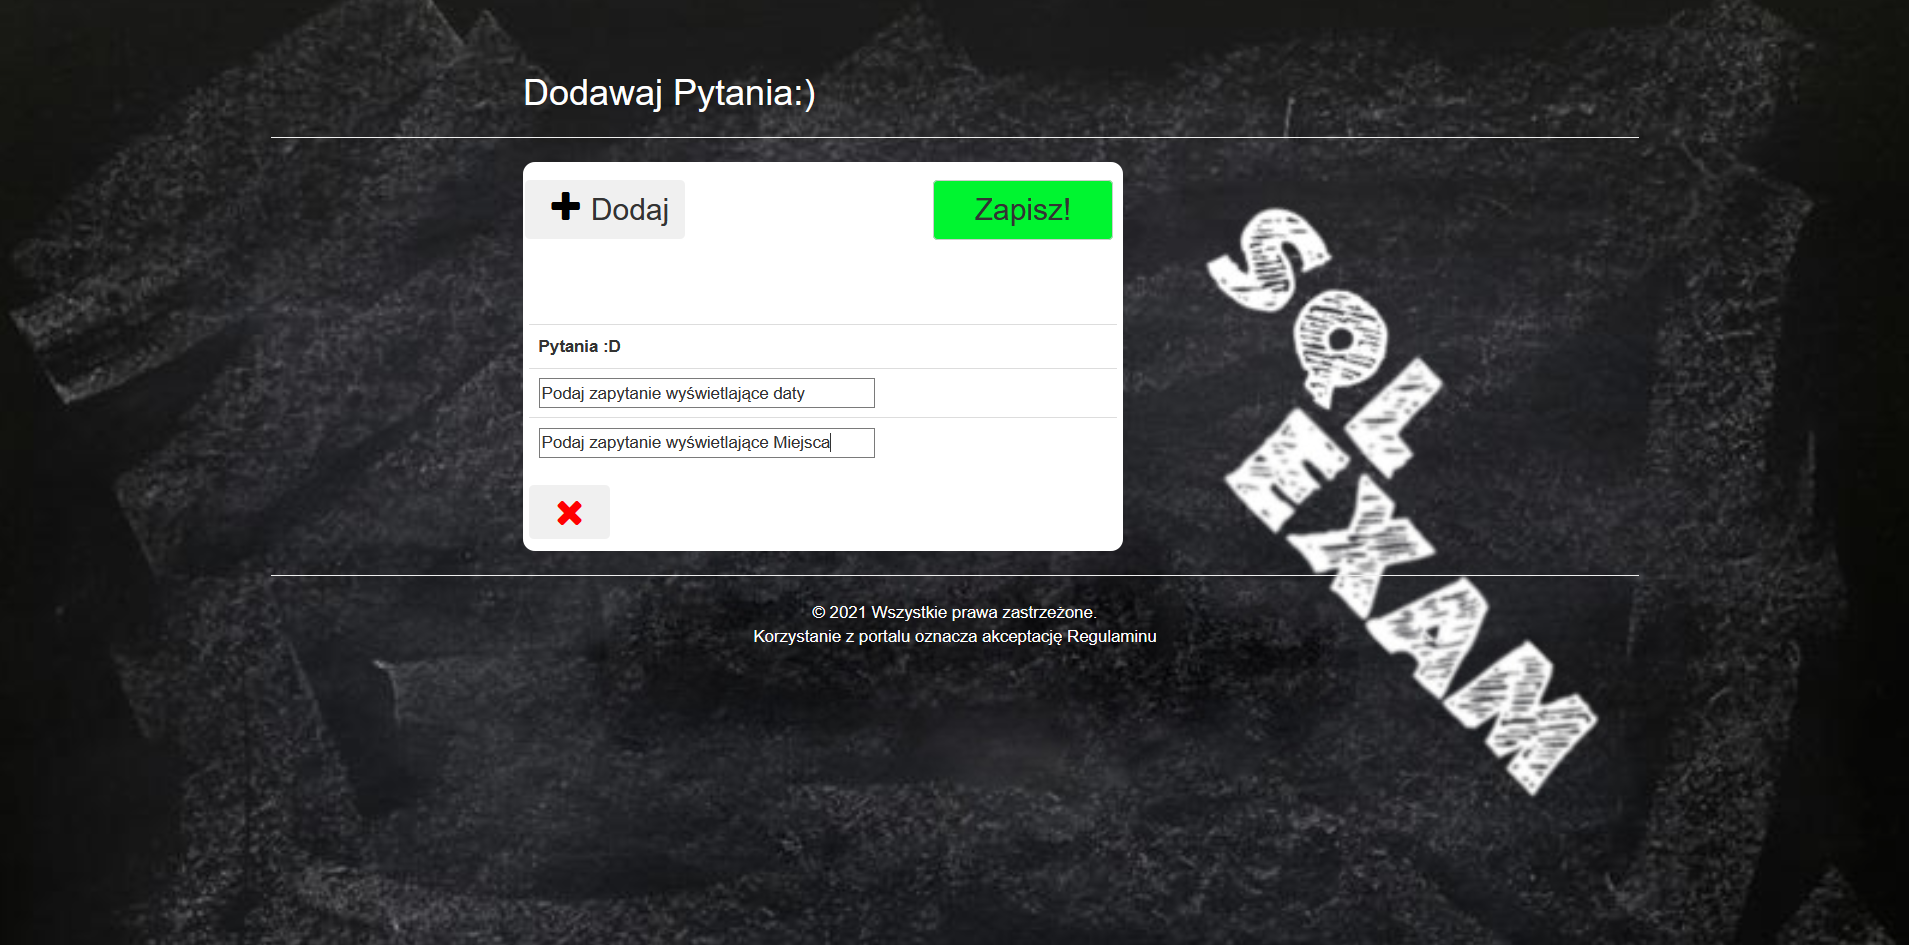 Dodawaj Pytania:)
Dodaj
Zapisz!
Pytania :D
Podaj zapytanie wyświetlające daty
Podaj zapytanie wyświetlające Miejsca
SQL
EXAM
© 2021 Wszystkie prawa zastrzeżone.
Korzystanie z portalu oznacza akceptację Regulaminu